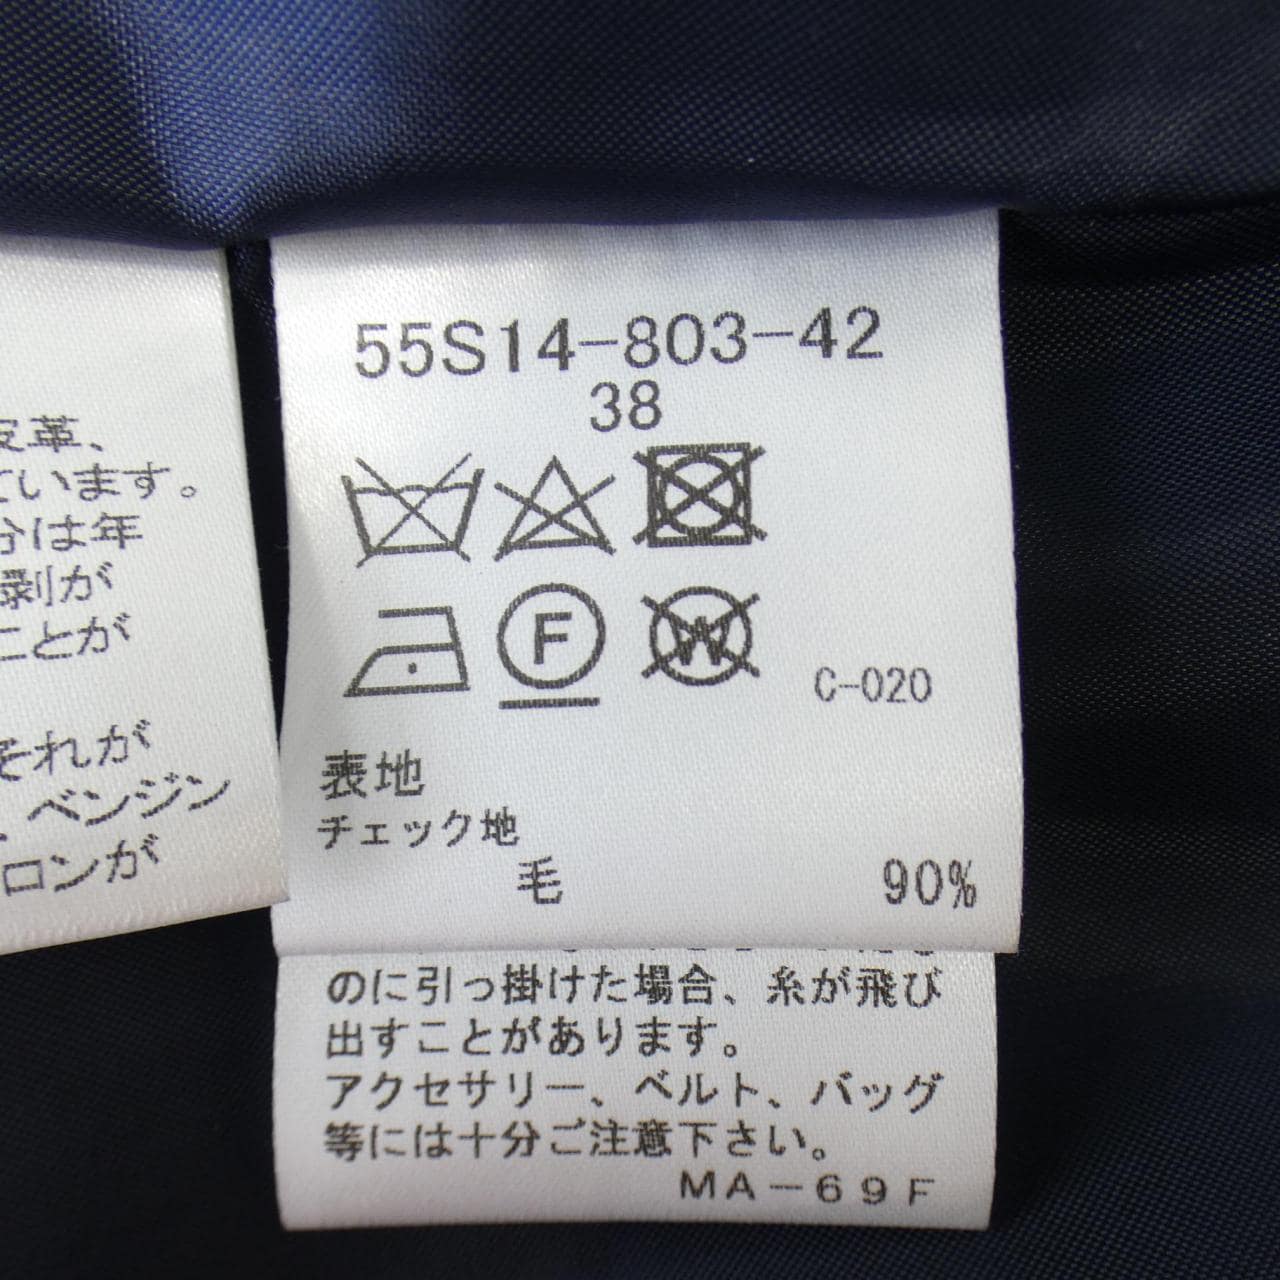 皮革、
ています。
分は年
剥が
ことが
それが
、ベンジン
ロンが
55S14-803-42
38
F
W
C-020
表地
チェック地
毛 90%
のに引っ掛けた場合、糸が飛び
出すことがあります。
アクセサリー、ベルト、バッグ
等には十分ご注意下さい。
MA-69F